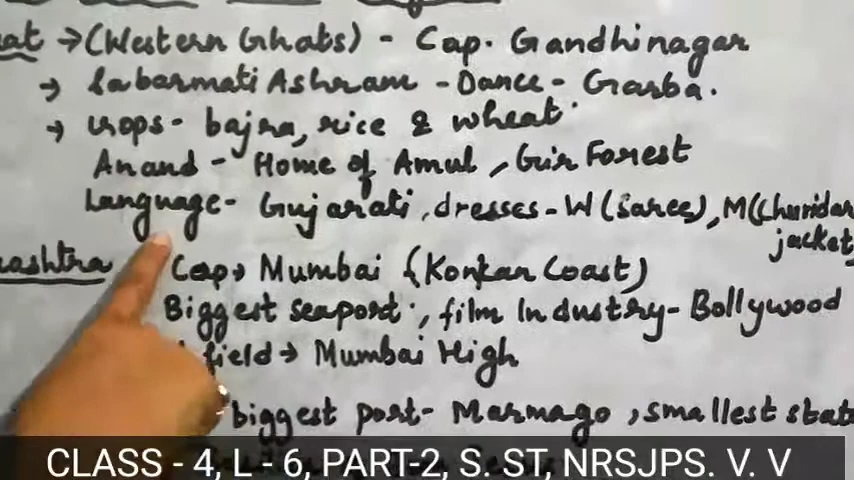 at → (Western Ghats) - Cap. Gandhinagar
→ Sabarmati Ashram - Dance - Garba.
→ crops - bajra, rice & wheat
Anand - Home of Amul, Gir Forest
Language - Gujarati, dresses - W (Saree), M (Churidar
jacket
rashtra Cap → Mumbai (Konkan Coast)
Biggest seaport, film Industry - Bollywood
field → Mumbai High
biggest port - Marmago, smallest state
CLASS - 4, L - 6, PART-2, S. ST, NRSJPS. V. V